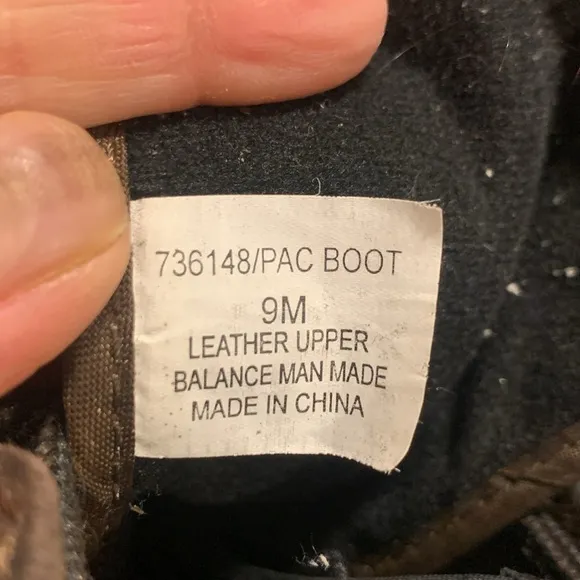 736148/PAC BOOT
9M
LEATHER UPPER
BALANCE MAN MADE
MADE IN CHINA